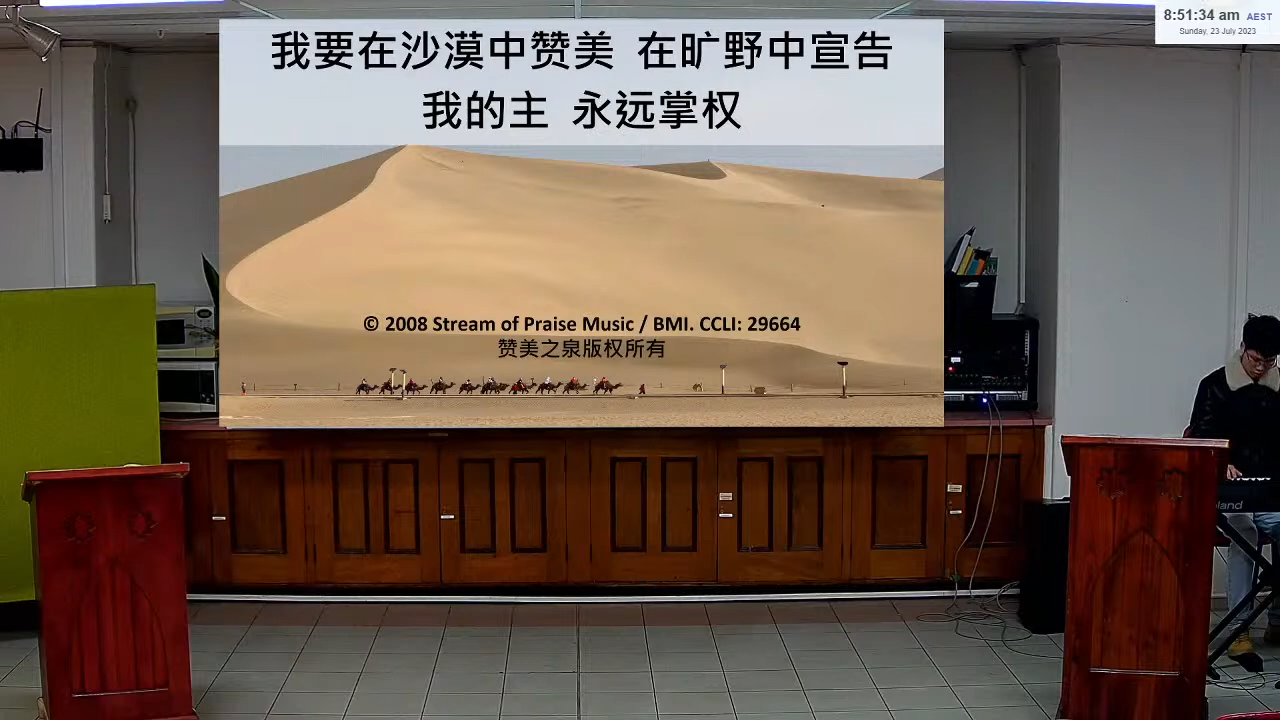 8:51:34 am AEST
Sunday, 23 July 2023
我要在沙漠中赞美 在旷野中宣告
我的主 永远掌权
© 2008 Stream of Praise Music / BMI. CCLI: 29664
赞美之泉版权所有
land